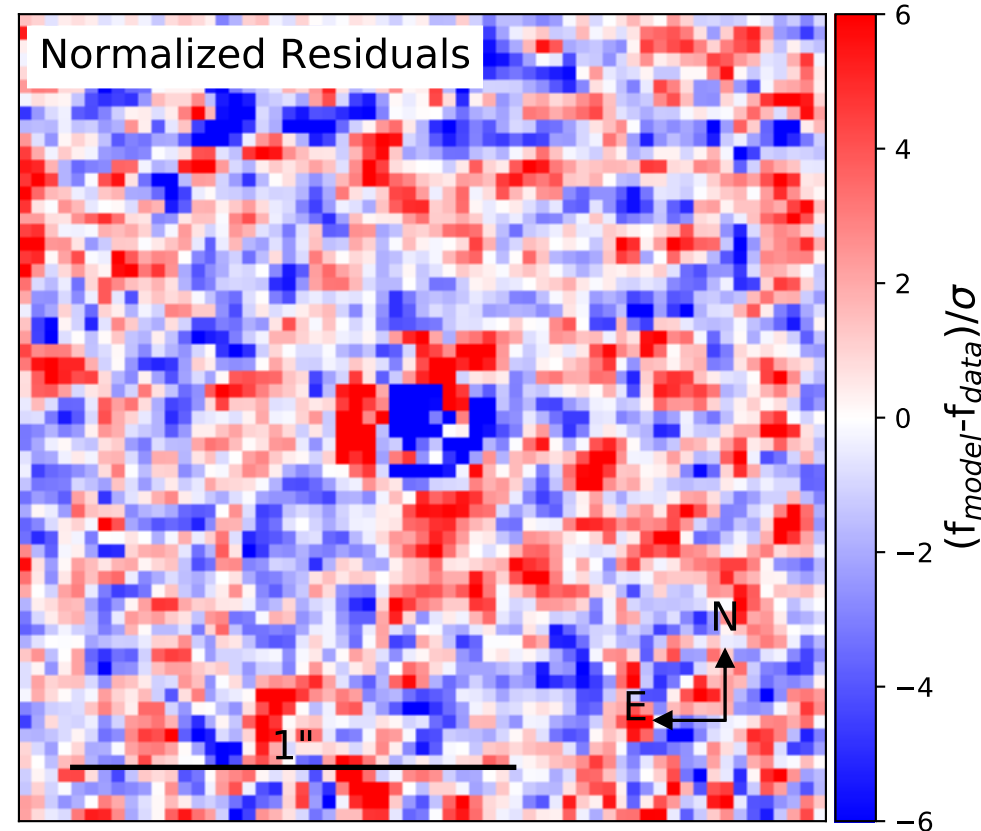 Normalized Residuals
6
4
2
0
−2
−4
−6
(f_model-f_data)/σ
N
E
1"